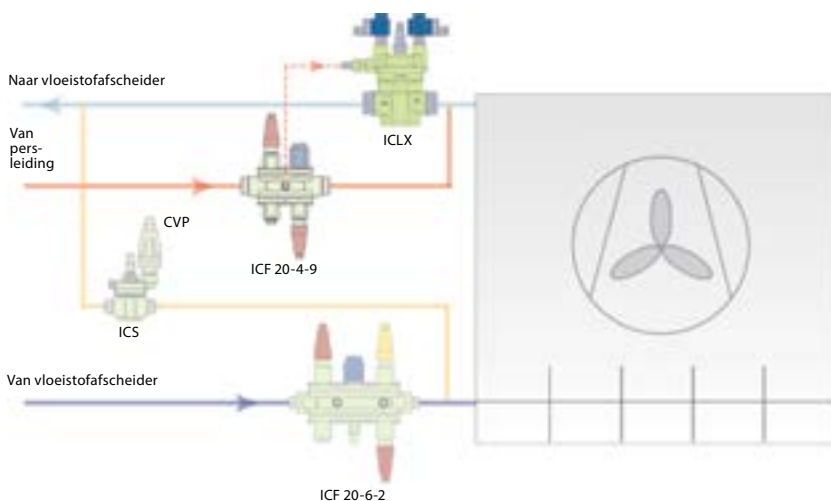 Naar vloeistofafscheider
Van
pers-
leiding
ICLX
CVP
ICF 20-4-9
ICS
Van vloeistofafscheider
ICF 20-6-2